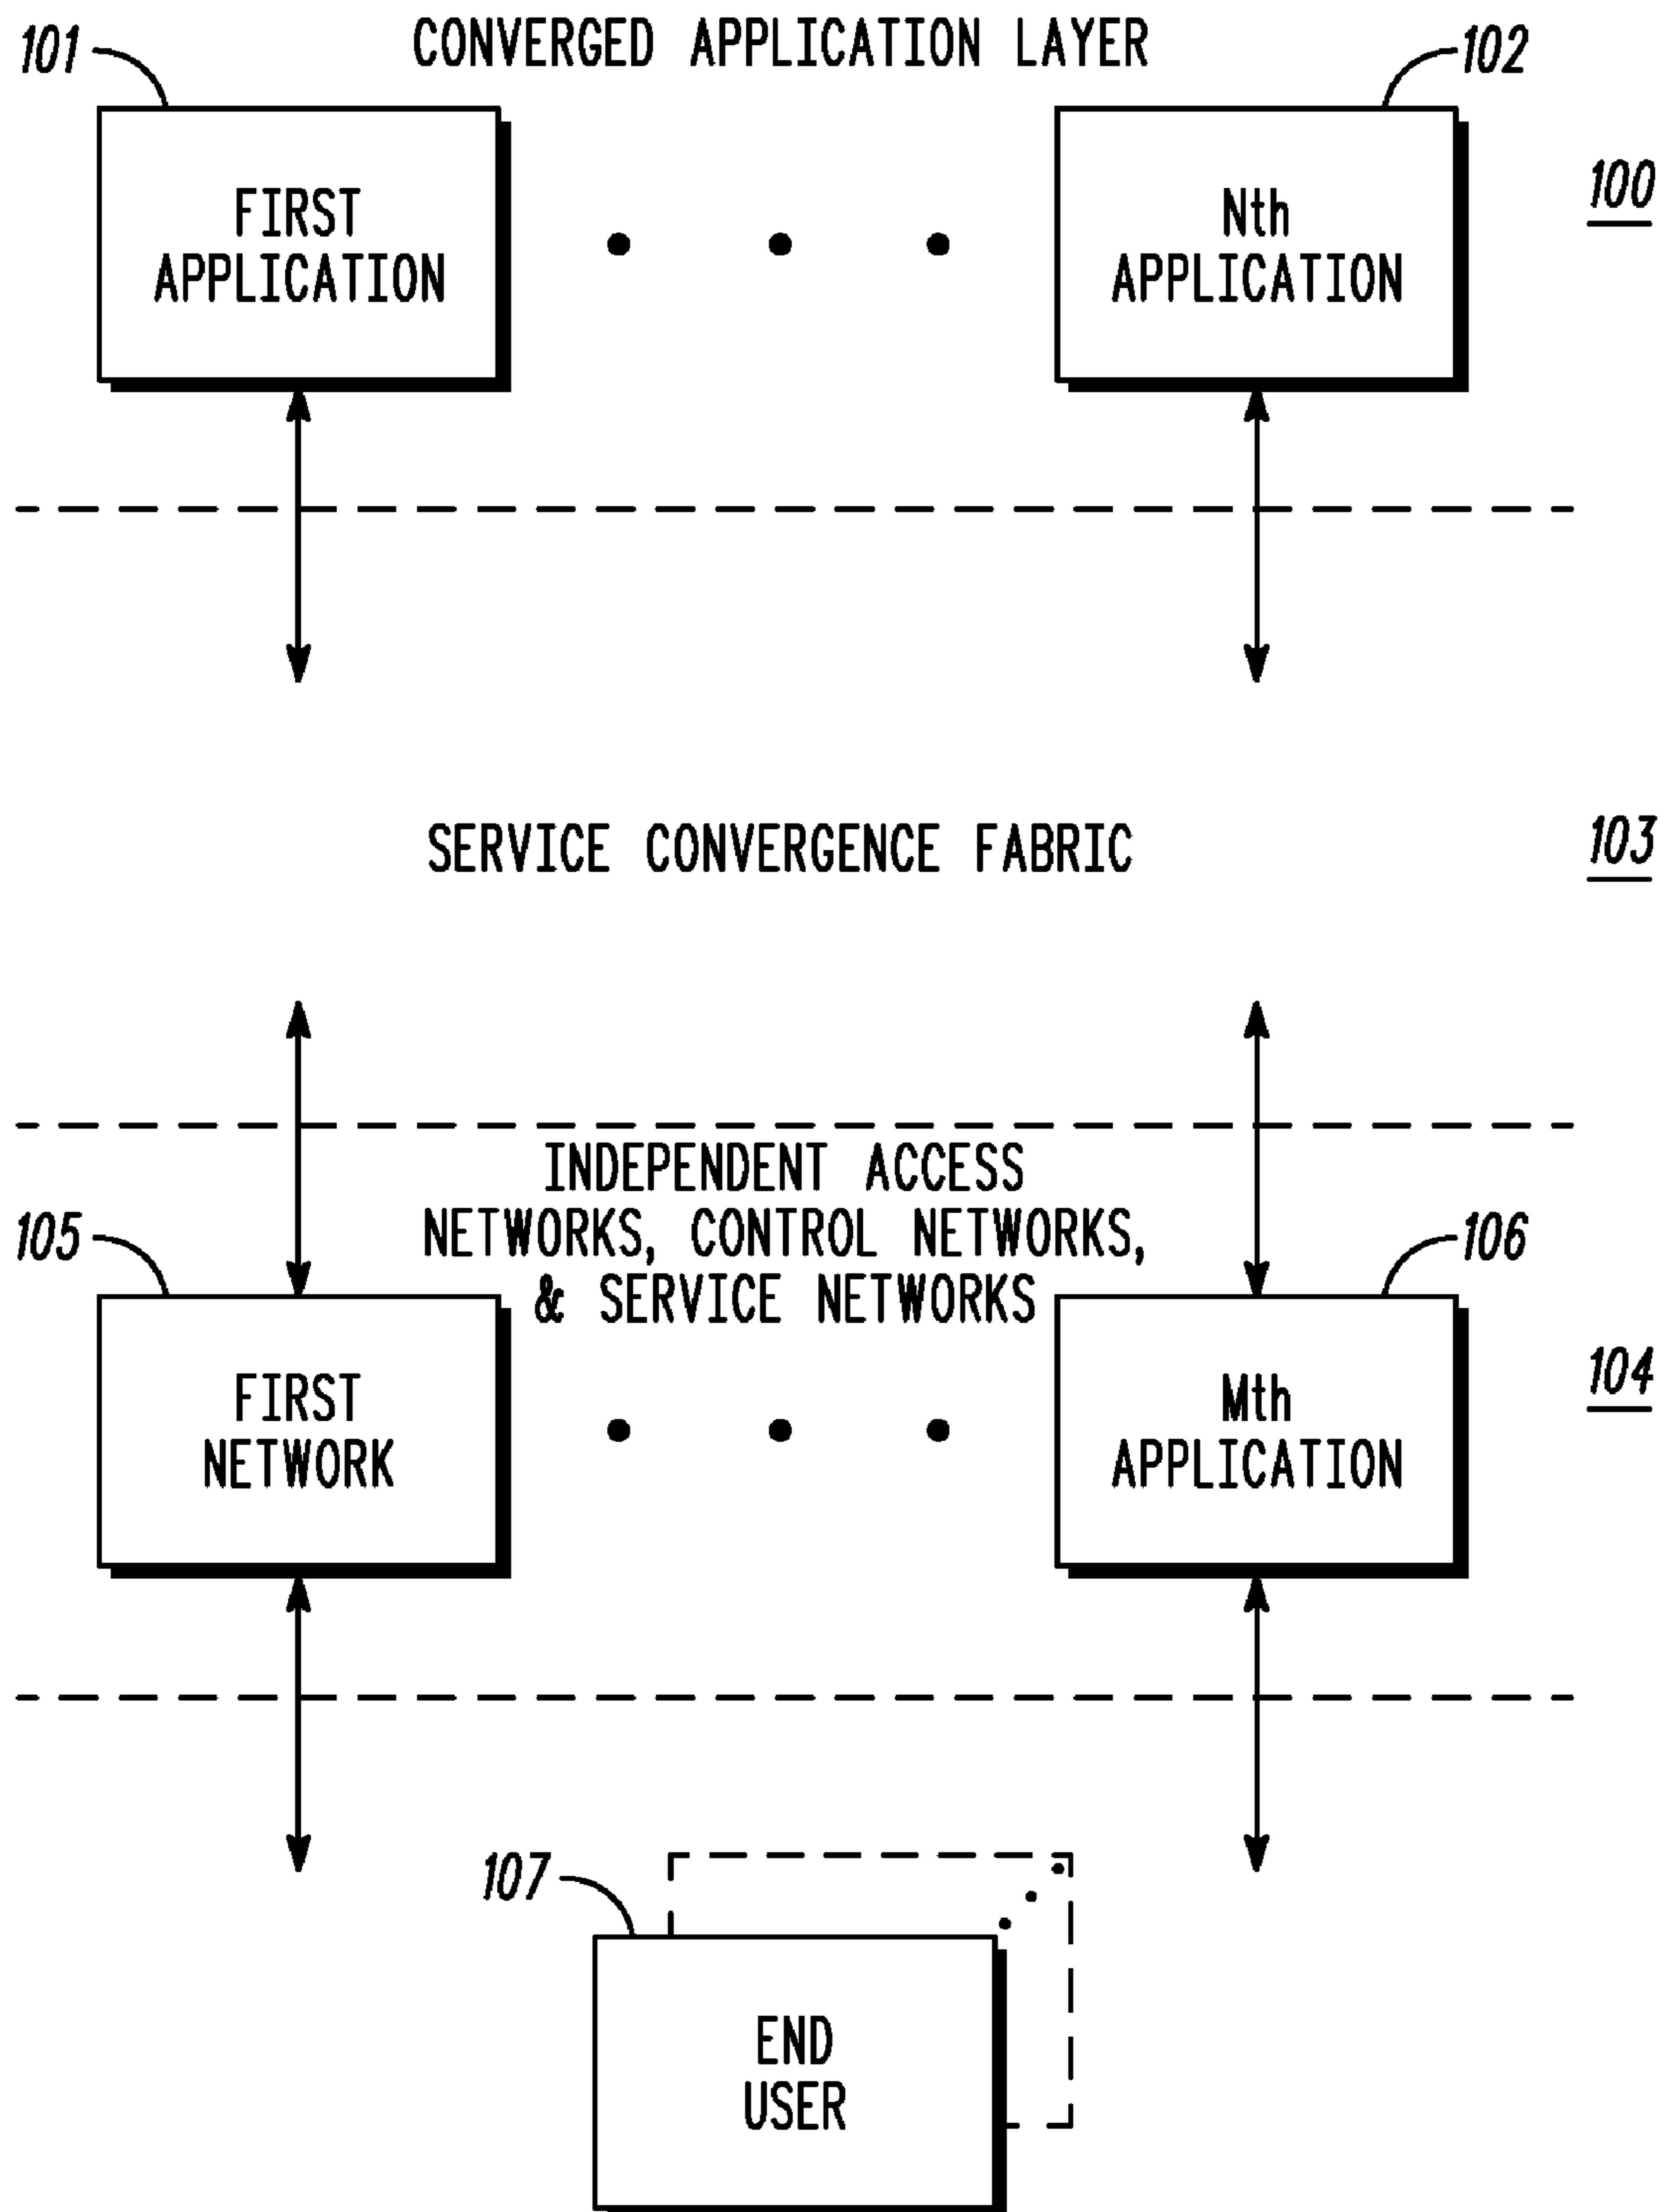 101
CONVERGED APPLICATION LAYER
102
FIRST
APPLICATION
• • •
Nth
APPLICATION
100
SERVICE CONVERGENCE FABRIC
103
INDEPENDENT ACCESS
NETWORKS, CONTROL NETWORKS,
& SERVICE NETWORKS
105
106
FIRST
NETWORK
• • •
Mth
APPLICATION
104
107
END
USER